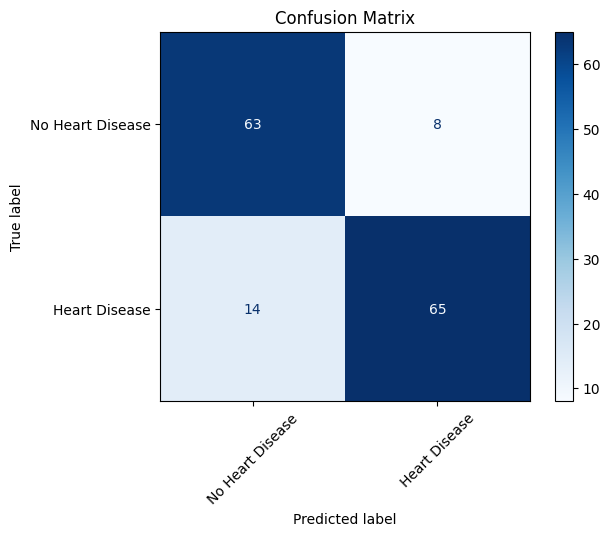 Confusion Matrix
True label
No Heart Disease
63
8
Heart Disease
14
65
No Heart Disease
Heart Disease
Predicted label
60
50
40
30
20
10